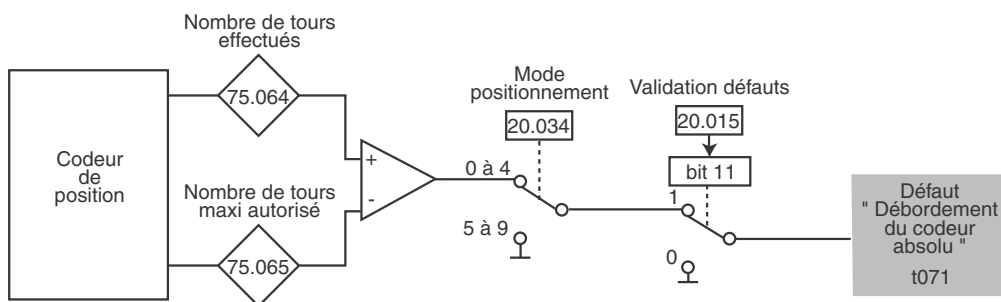 Nombre de tours
effectués
75.064
Codeur
de
position
Nombre de tours
maxi autorisé
75.065
+
-
Mode
positionnement
20.034
0 à 4
5 à 9
Validation défauts
20.015
bit 11
1
0
Défaut
" Débordement
du codeur
absolu "
t071